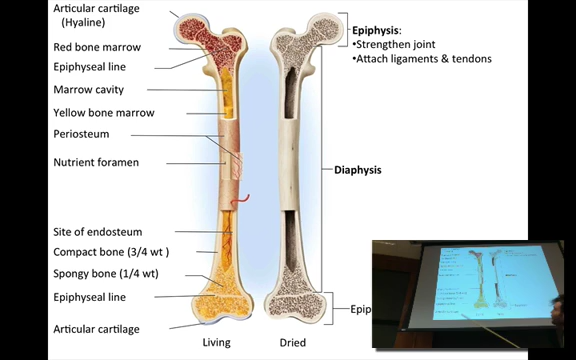 Articular cartilage
(Hyaline)
Red bone marrow
Epiphyseal line
Marrow cavity
Yellow bone marrow
Periosteum
Nutrient foramen
Site of endosteum
Compact bone (3/4 wt )
Spongy bone (1/4 wt)
Epiphyseal line
Articular cartilage
Living
Dried
Epiphysis:
•Strengthen joint
•Attach ligaments & tendons
Diaphysis